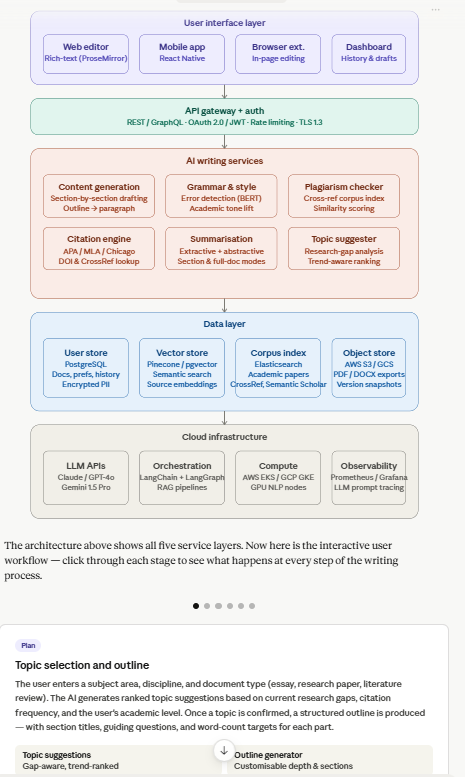 User interface layer
Web editor
Rich-text (ProseMirror)
Mobile app
React Native
Browser ext.
In-page editing
Dashboard
History & drafts
API gateway + auth
REST / GraphQL · OAuth 2.0 / JWT · Rate limiting · TLS 1.3
AI writing services
Content generation
Section-by-section drafting
Outline → paragraph
Grammar & style
Error detection (BERT)
Academic tone lift
Plagiarism checker
Cross-ref corpus index
Similarity scoring
Citation engine
APA / MLA / Chicago
DOI & CrossRef lookup
Summarisation
Extractive + abstractive
Section & full-doc modes
Topic suggester
Research-gap analysis
Trend-aware ranking
Data layer
User store
PostgreSQL
Docs, prefs, history
Encrypted PII
Vector store
Pinecone / pgvector
Semantic search
Source embeddings
Corpus index
Elasticsearch
Academic papers
CrossRef, Semantic Scholar
Object store
AWS S3 / GCS
PDF / DOCX exports
Version snapshots
Cloud infrastructure
LLM APIs
Claude / GPT-4o
Gemini 1.5 Pro
Orchestration
LangChain + LangGraph
RAG pipelines
Compute
AWS EKS / GCP GKE
GPU NLP nodes
Observability
Prometheus / Grafana
LLM prompt tracing
The architecture above shows all five service layers. Now here is the interactive user
workflow — click through each stage to see what happens at every step of the writing
process.
Plan
Topic selection and outline
The user enters a subject area, discipline, and document type (essay, research paper, literature
review). The AI generates ranked topic suggestions based on current research gaps, citation
frequency, and the user's academic level. Once a topic is confirmed, a structured outline is produced
— with section titles, guiding questions, and word-count targets for each part.
Topic suggestions
Gap-aware, trend-ranked
Outline generator
Customisable depth & sections